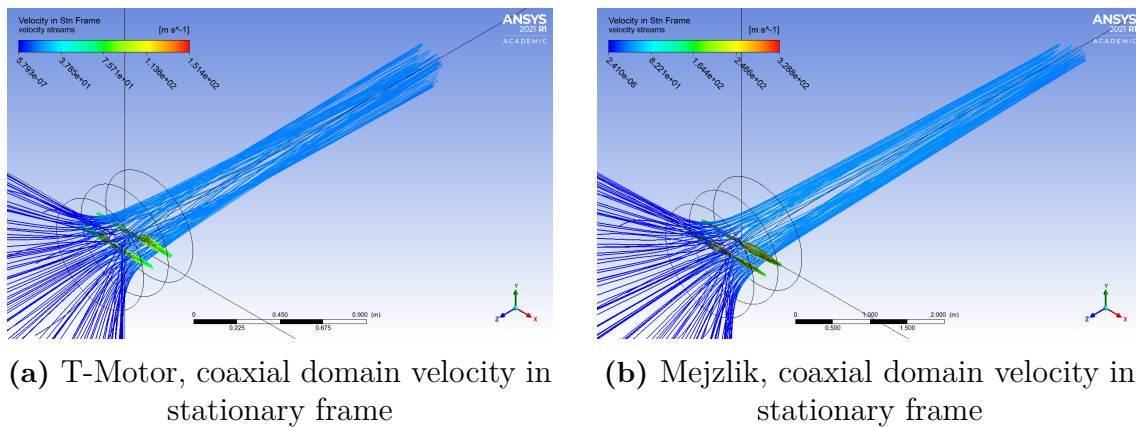 Velocity in Stn Frame
velocity streams
[m s^-1]
5.793e-07
3.785e+01
7.571e+01
1.136e+02
1.514e+02
ANSYS
2021 R1
ACADEMIC
0
0.450
0.900 (m)
0.225
0.675
Y
Z
X
Velocity in Stn Frame
velocity streams
[m s^-1]
2.410e-06
8.221e+01
1.644e+02
2.466e+02
3.288e+02
ANSYS
2021 R1
ACADEMIC
0
1.000
2.000 (m)
0.500
1.500
Y
Z
X
(a) T-Motor, coaxial domain velocity in
stationary frame
(b) Mejzlik, coaxial domain velocity in
stationary frame